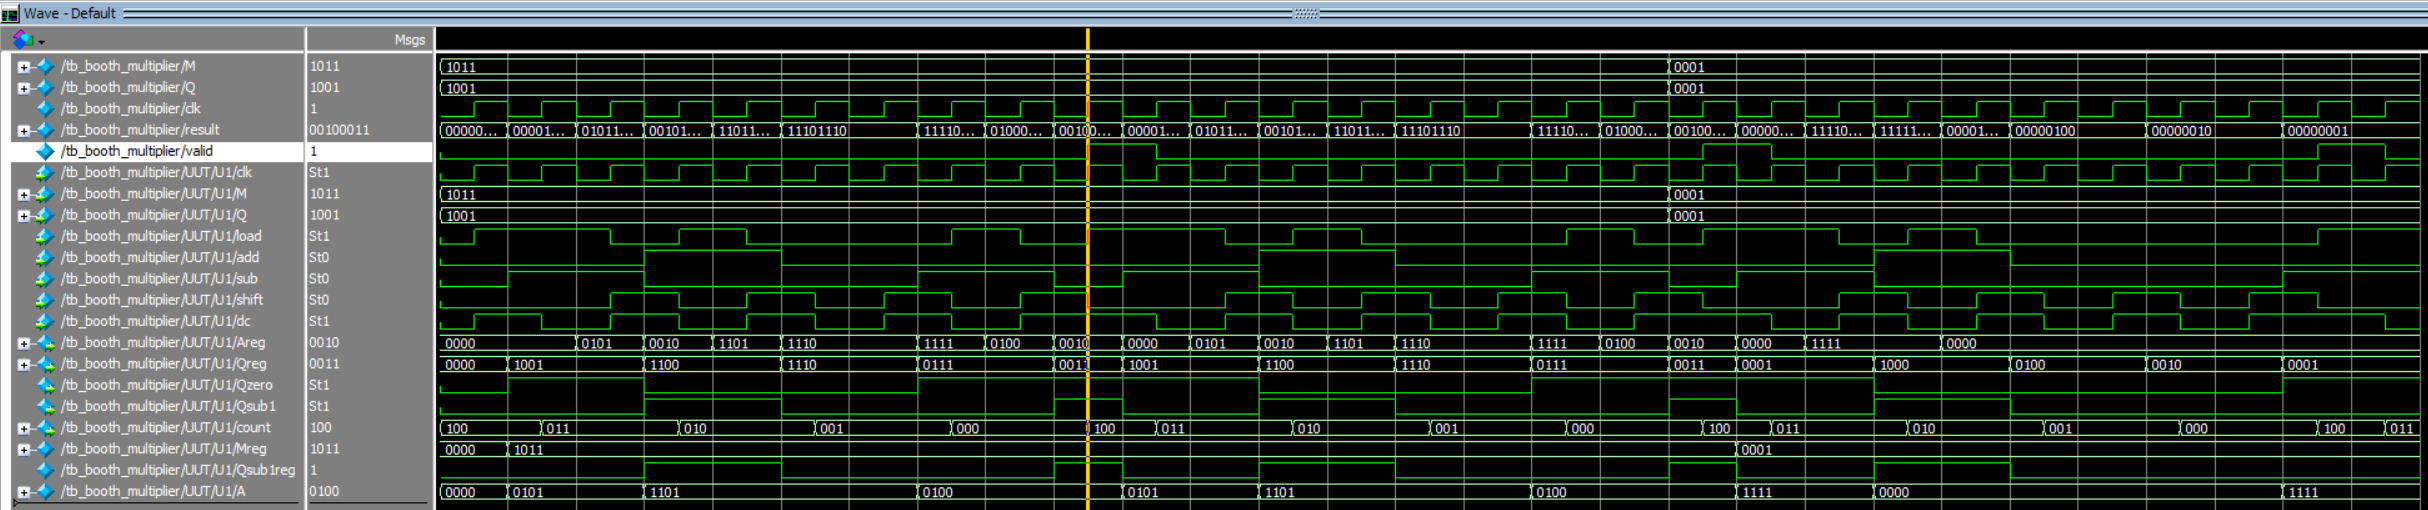 Wave - Default
Msgs
/tb_booth_multiplier/M 1011 1011 0001
/tb_booth_multiplier/Q 1001 1001 0001
/tb_booth_multiplier/clk 1
/tb_booth_multiplier/result 00100011 00000... 00001... 01011... 00101... 11011... 11101110 11110... 01000... 00100... 00001... 01011... 00101... 11011... 11101110 11110... 01000... 00100... 00000... 11110... 11111... 00001... 00000100 00000010 00000001
/tb_booth_multiplier/valid 1
/tb_booth_multiplier/UUT/U1/clk St1
/tb_booth_multiplier/UUT/U1/M 1011 1011 0001
/tb_booth_multiplier/UUT/U1/Q 1001 1001 0001
/tb_booth_multiplier/UUT/U1/load St1
/tb_booth_multiplier/UUT/U1/add St0
/tb_booth_multiplier/UUT/U1/sub St0
/tb_booth_multiplier/UUT/U1/shift St0
/tb_booth_multiplier/UUT/U1/dc St1
/tb_booth_multiplier/UUT/U1/Areg 0010 0000 0101 0010 1101 1110 1111 0100 0010 0000 0101 0010 1101 1110 1111 0100 0010 0000 1111 0000
/tb_booth_multiplier/UUT/U1/Qreg 0011 0000 1001 1100 1110 0111 0011 1001 1100 1110 0111 0011 0001 1000 0100 0010 0001
/tb_booth_multiplier/UUT/U1/Qzero St1
/tb_booth_multiplier/UUT/U1/Qsub1 St1
/tb_booth_multiplier/UUT/U1/count 100 100 011 010 001 000 100 011 010 001 000 100 011 010 001 000 100 011
/tb_booth_multiplier/UUT/U1/Mreg 1011 0000 1011 0001
/tb_booth_multiplier/UUT/U1/Qsub1reg 1
/tb_booth_multiplier/UUT/U1/A 0100 0000 0101 1101 0100 0101 1101 0100 1111 0000 1111